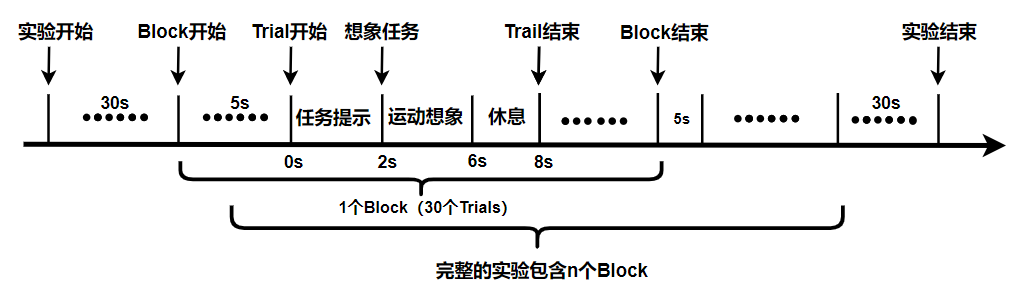 实验开始 Block开始 Trial开始 想象任务 Trail结束 Block结束 实验结束
30s 5s 任务提示 运动想象 休息 5s 30s
0s 2s 6s 8s
1个Block（30个Trials）
完整的实验包含n个Block